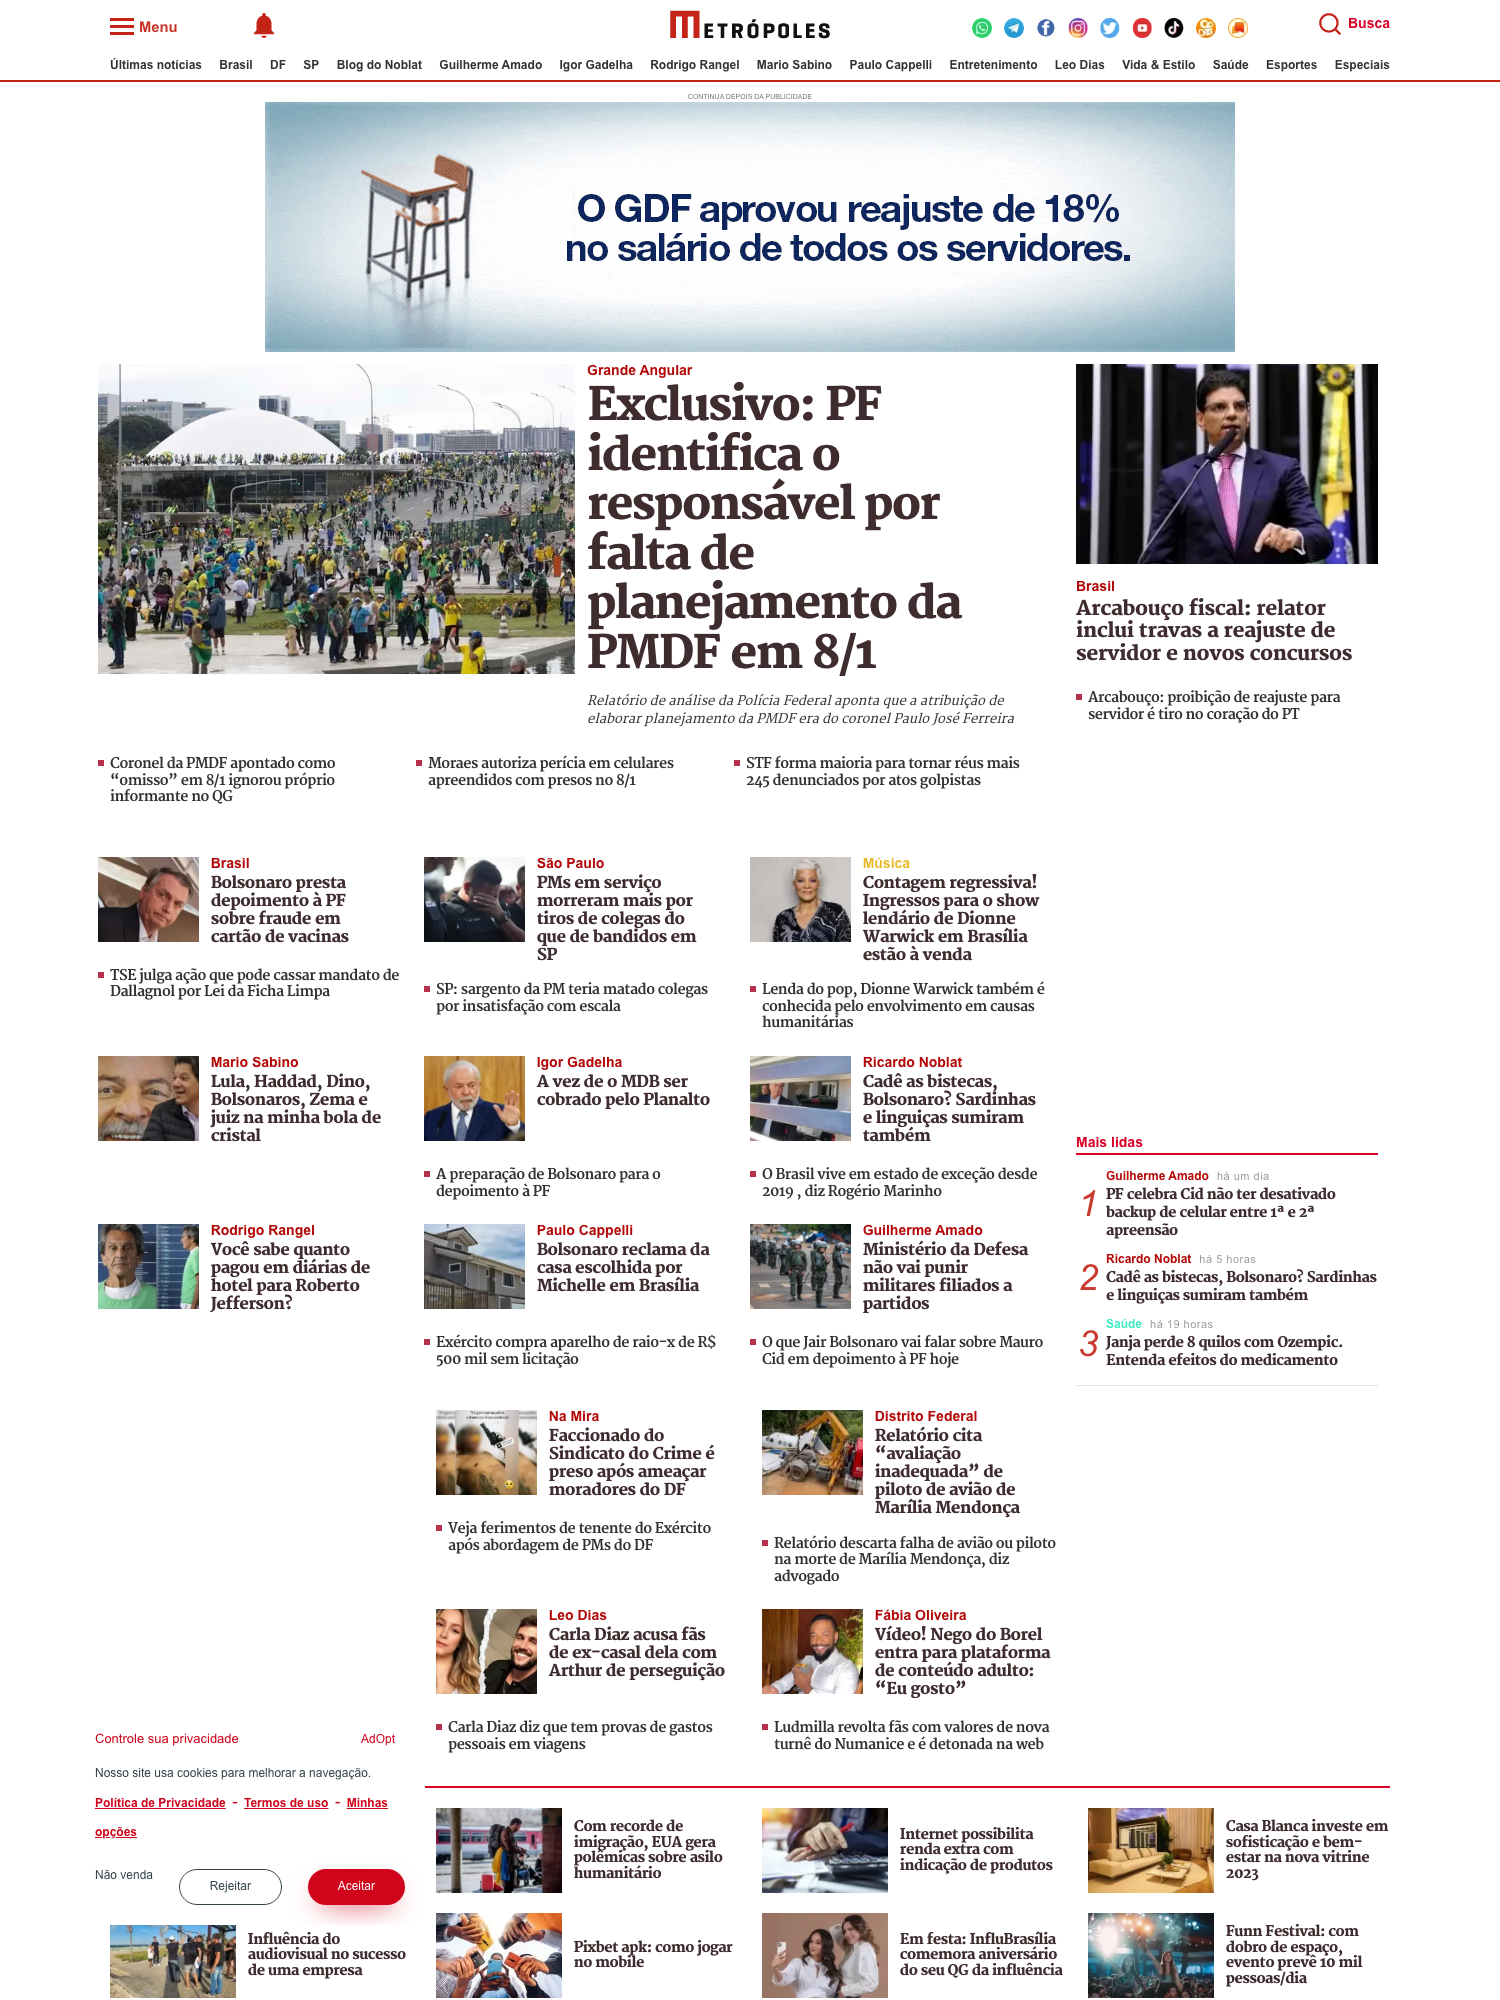 Menu
METRÓPOLES
Busca
Últimas notícias Brasil DF SP Blog do Noblat Guilherme Amado Igor Gadelha Rodrigo Rangel Mario Sabino Paulo Cappelli Entretenimento Leo Dias Vida & Estilo Saúde Esportes Especiais
CONTINUA DEPOIS DA PUBLICIDADE
O GDF aprovou reajuste de 18%
no salário de todos os servidores.
Grande Angular
Exclusivo: PF
identifica o
responsável por
falta de
planejamento da
PMDF em 8/1
Relatório de análise da Polícia Federal aponta que a atribuição de
elaborar planejamento da PMDF era do coronel Paulo José Ferreira
Brasil
Arcabouço fiscal: relator
inclui travas a reajuste de
servidor e novos concursos
Arcabouço: proibição de reajuste para
servidor é tiro no coração do PT
Coronel da PMDF apontado como
“omisso” em 8/1 ignorou próprio
informante no QG
Moraes autoriza perícia em celulares
apreendidos com presos no 8/1
STF forma maioria para tornar réus mais
245 denunciados por atos golpistas
Brasil
Bolsonaro presta
depoimento à PF
sobre fraude em
cartão de vacinas
TSE julga ação que pode cassar mandato de
Dallagnol por Lei da Ficha Limpa
São Paulo
PMs em serviço
morreram mais por
tiros de colegas do
que de bandidos em
SP
SP: sargento da PM teria matado colegas
por insatisfação com escala
Música
Contagem regressiva!
Ingressos para o show
lendário de Dionne
Warwick em Brasília
estão à venda
Lenda do pop, Dionne Warwick também é
conhecida pelo envolvimento em causas
humanitárias
Mario Sabino
Lula, Haddad, Dino,
Bolsonaros, Zema e
juiz na minha bola de
cristal
Igor Gadelha
A vez de o MDB ser
cobrado pelo Planalto
A preparação de Bolsonaro para o
depoimento à PF
Ricardo Noblat
Cadê as bistecas,
Bolsonaro? Sardinhas
e linguiças sumiram
também
O Brasil vive em estado de exceção desde
2019 , diz Rogério Marinho
Rodrigo Rangel
Você sabe quanto
pagou em diárias de
hotel para Roberto
Jefferson?
Paulo Cappelli
Bolsonaro reclama da
casa escolhida por
Michelle em Brasília
Exército compra aparelho de raio-x de R$
500 mil sem licitação
Guilherme Amado
Ministério da Defesa
não vai punir
militares filiados a
partidos
O que Jair Bolsonaro vai falar sobre Mauro
Cid em depoimento à PF hoje
Mais lidas
1
Guilherme Amado há um dia
PF celebra Cid não ter desativado
backup de celular entre 1ª e 2ª
apreensão
2
Ricardo Noblat há 5 horas
Cadê as bistecas, Bolsonaro? Sardinhas
e linguiças sumiram também
3
Saúde há 19 horas
Janja perde 8 quilos com Ozempic.
Entenda efeitos do medicamento
Na Mira
Faccionado do
Sindicato do Crime é
preso após ameaçar
moradores do DF
Veja ferimentos de tenente do Exército
após abordagem de PMs do DF
Distrito Federal
Relatório cita
“avaliação
inadequada” de
piloto de avião de
Marília Mendonça
Relatório descarta falha de avião ou piloto
na morte de Marília Mendonça, diz
advogado
Leo Dias
Carla Diaz acusa fãs
de ex-casal dela com
Arthur de perseguição
Carla Diaz diz que tem provas de gastos
pessoais em viagens
Fábia Oliveira
Vídeo! Nego do Borel
entra para plataforma
de conteúdo adulto:
“Eu gosto”
Ludmilla revolta fãs com valores de nova
turnê do Numanice e é detonada na web
Controle sua privacidade
AdOpt
Nosso site usa cookies para melhorar a navegação.
Política de Privacidade - Termos de uso - Minhas
opções
Não venda
Rejeitar
Aceitar
Com recorde de
imigração, EUA gera
polêmicas sobre asilo
humanitário
Internet possibilita
renda extra com
indicação de produtos
Casa Blanca investe em
sofisticação e bem-
estar na nova vitrine
2023
Influência do
audiovisual no sucesso
de uma empresa
Pixbet apk: como jogar
no mobile
Em festa: InfluBrasília
comemora aniversário
do seu QG da influência
Funn Festival: com
dobro de espaço,
evento prevê 10 mil
pessoas/dia